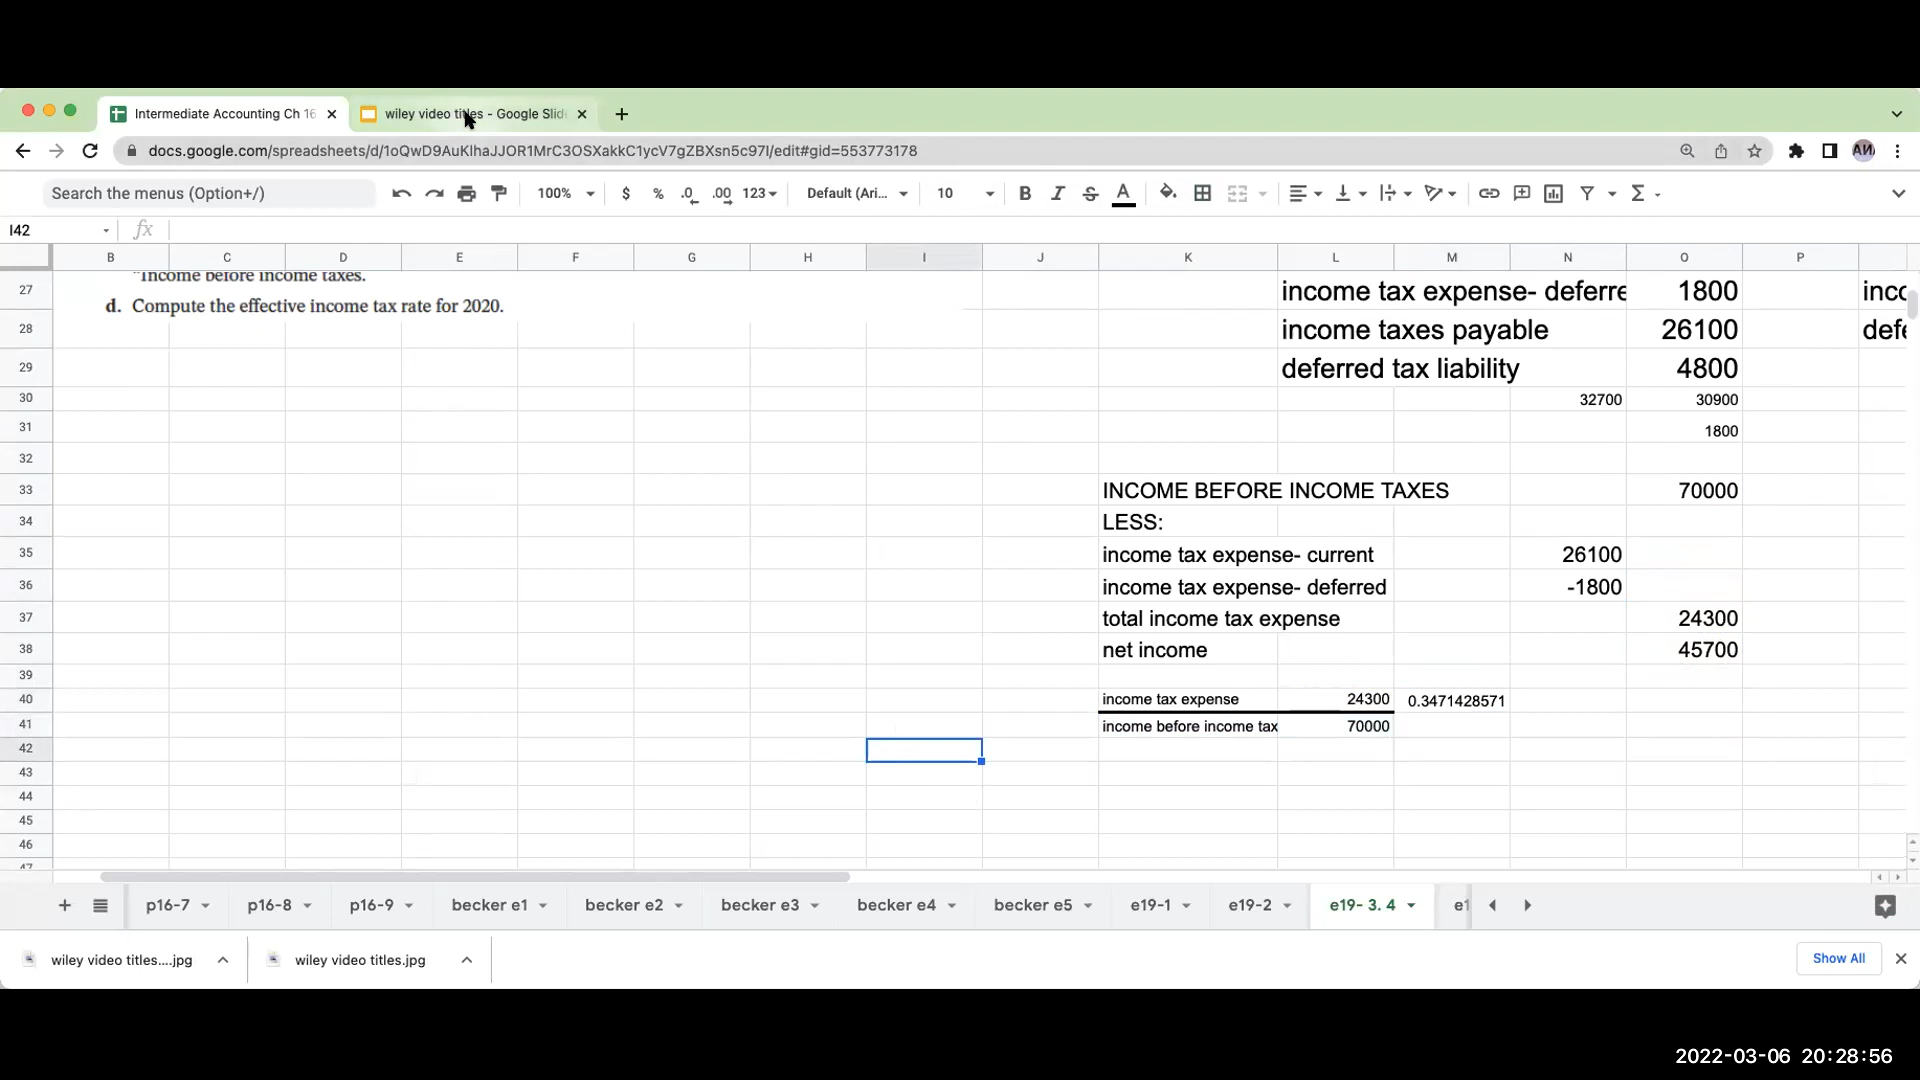 Intermediate Accounting Ch 16
wiley video titles - Google Slide
docs.google.com/spreadsheets/d/1oQwD9AuKlhaJJOR1MrC3OSXakkC1ycV7gZBXsn5c97I/edit#gid=553773178
Search the menus (Option+/)
100%
$
%
.0
.00
123
Default (Ari...
10
B
I
S
A
I42
fx
B C D E F G H I J K L M N O P
"Income before income taxes.
27 income tax expense- deferre 1800 inco
d. Compute the effective income tax rate for 2020.
28 income taxes payable 26100 defe
29 deferred tax liability 4800
30 32700 30900
31 1800
32
33 INCOME BEFORE INCOME TAXES 70000
34 LESS:
35 income tax expense- current 26100
36 income tax expense- deferred -1800
37 total income tax expense 24300
38 net income 45700
39
40 income tax expense 24300 0.3471428571
41 income before income tax 70000
42
43
44
45
46
47
p16-7 p16-8 p16-9 becker e1 becker e2 becker e3 becker e4 becker e5 e19-1 e19-2 e19- 3. 4 e1
wiley video titles....jpg
wiley video titles.jpg
Show All
2022-03-06 20:28:56